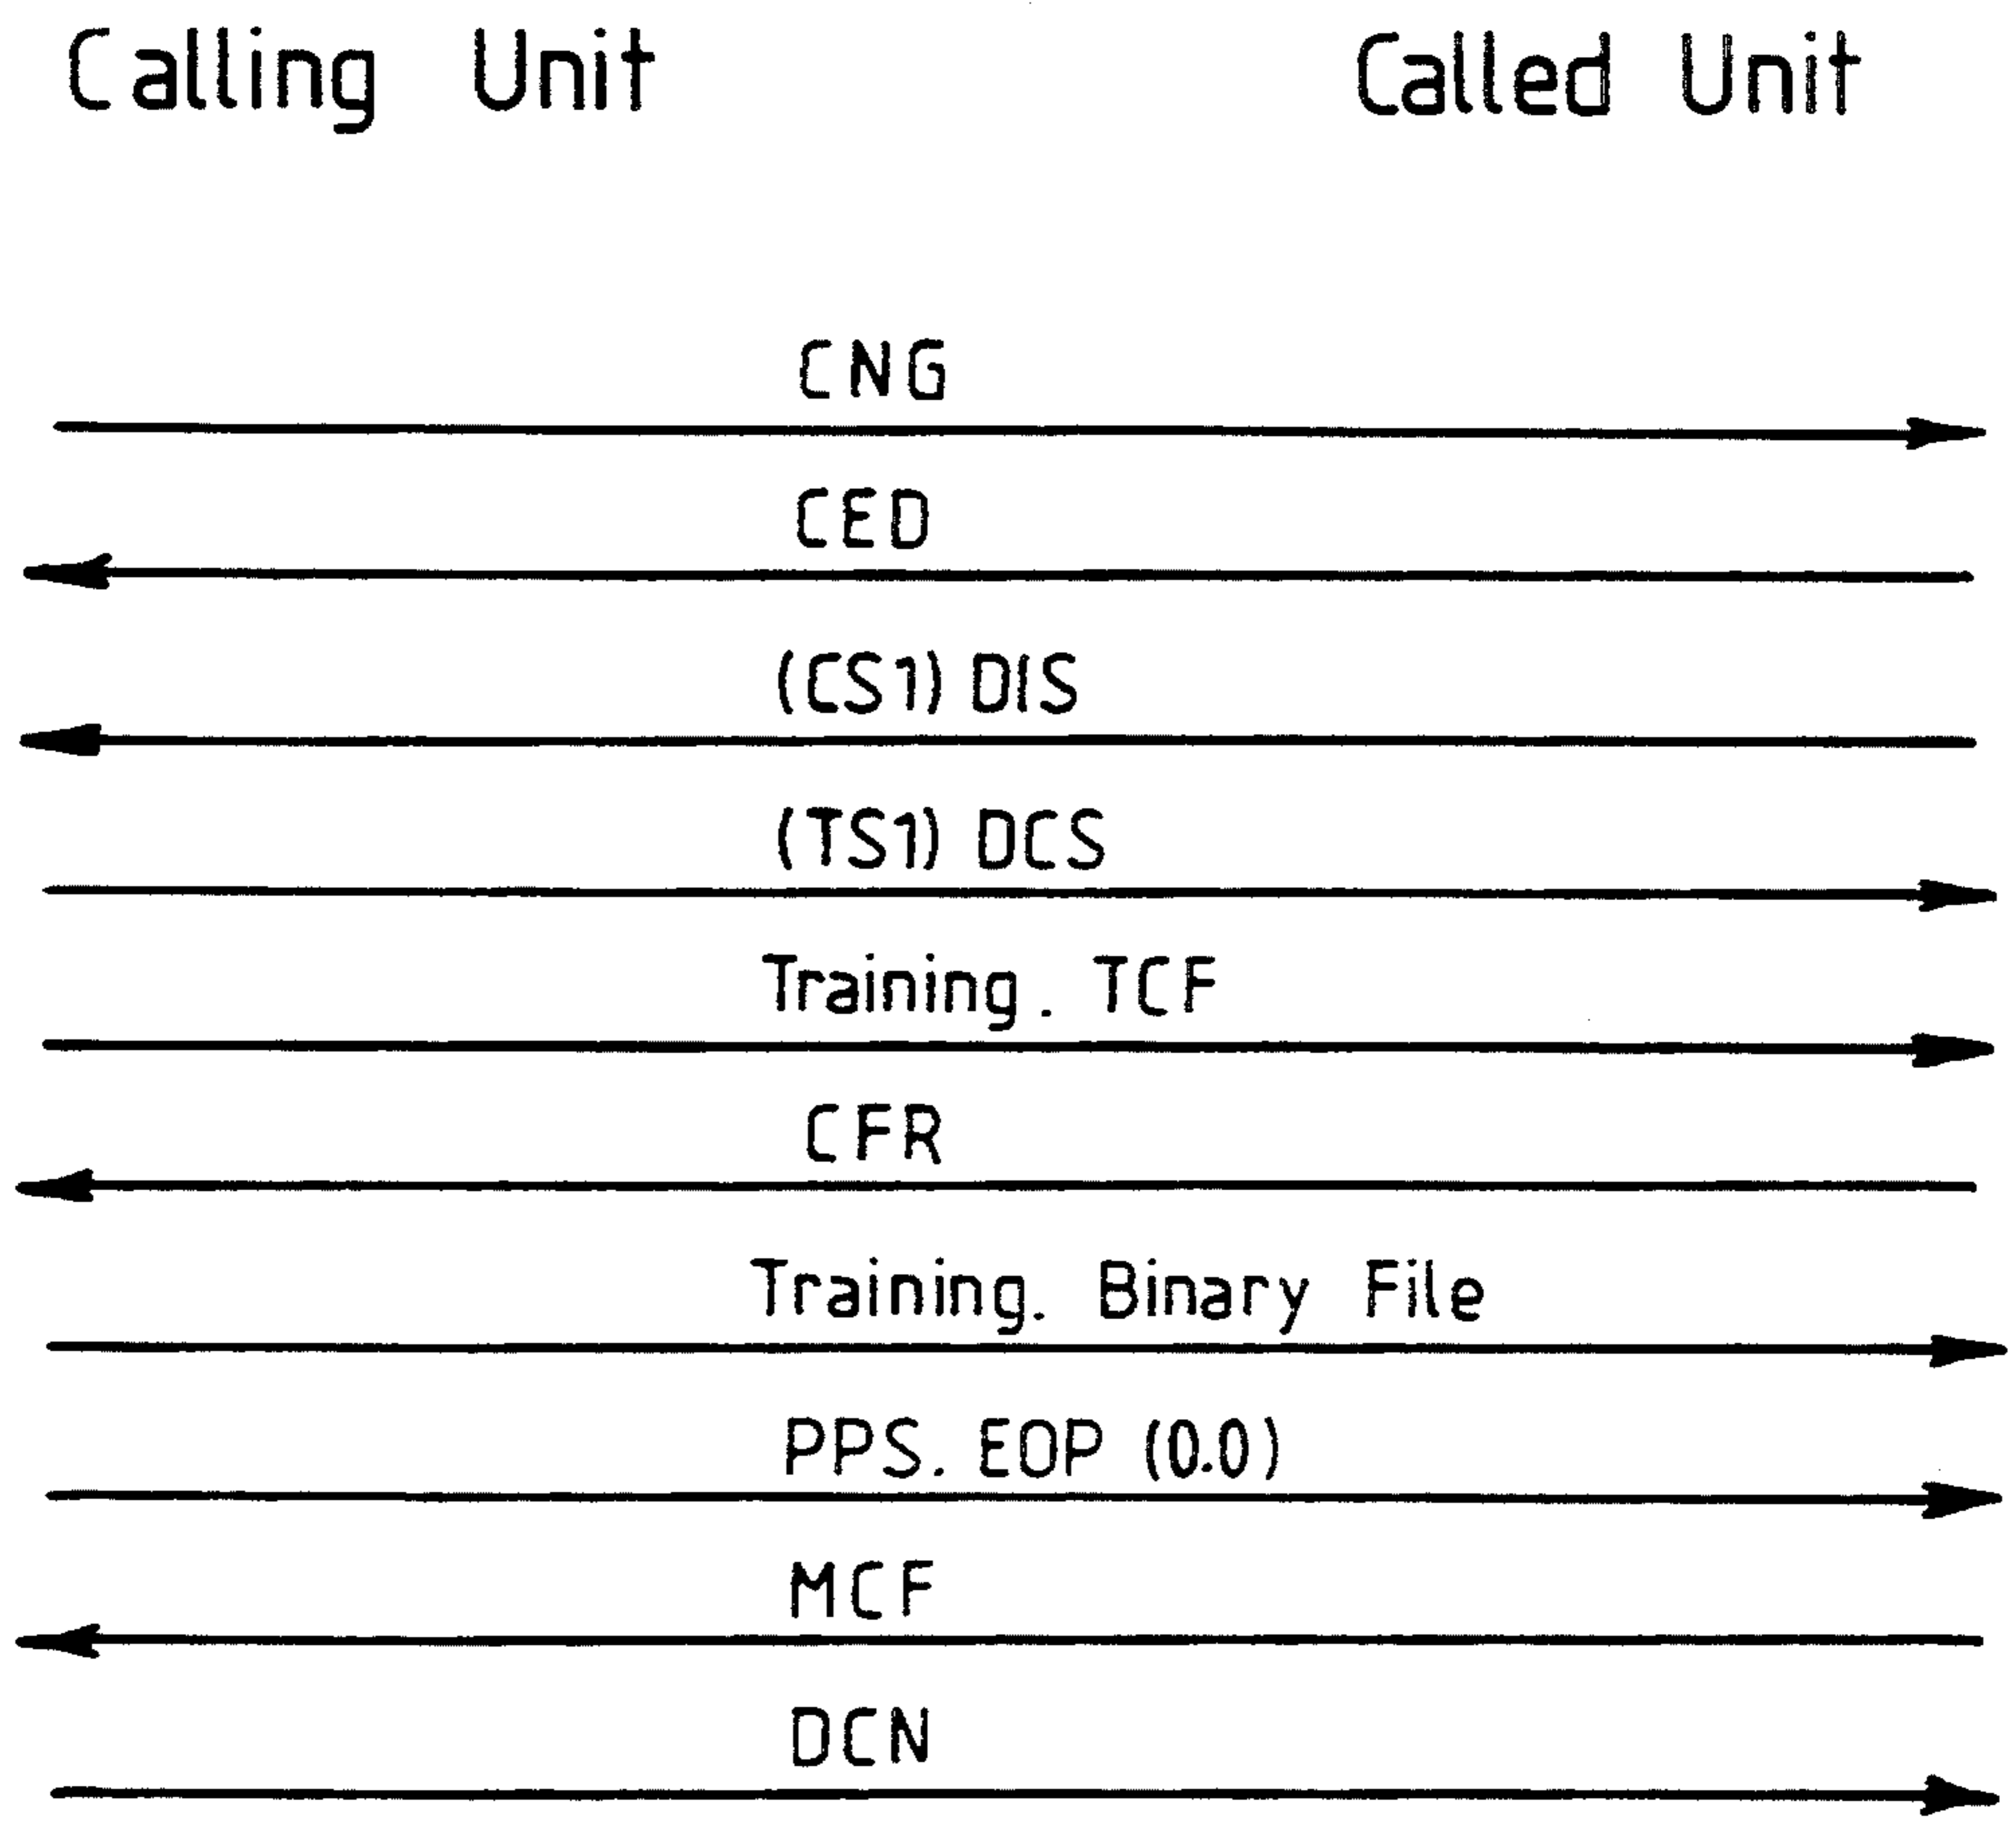 Calling Unit Called Unit
CNG
CED
(CS1) DIS
(TS1) DCS
Training. TCF
CFR
Training. Binary File
PPS. EOP (0.0)
MCF
DCN